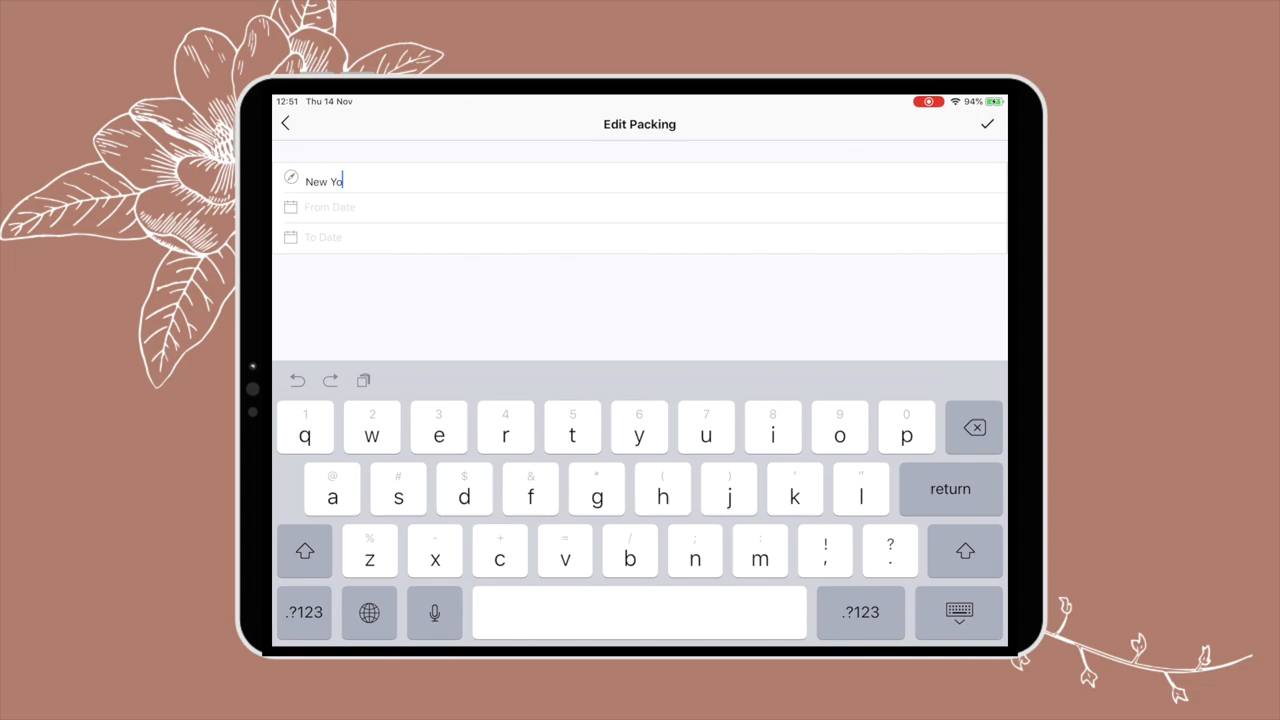 12:51 Thu 14 Nov 94%
Edit Packing
New Yo
From Date
To Date
1 2 3 4 5 6 7 8 9 0
q w e r t y u i o p
@ # $ & * ( ) ' "
a s d f g h j k l return
% - + = / ; : ! ?
z x c v b n m , .
.?123 .?123